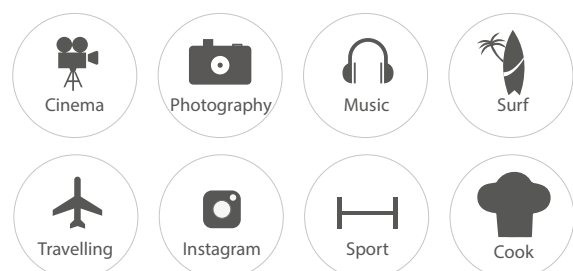 Cinema
Photography
Music
Surf
Travelling
Instagram
Sport
Cook